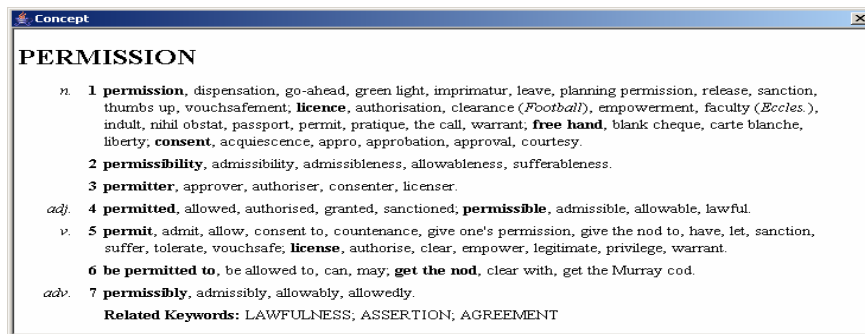 Concept
PERMISSION
n. 1 permission, dispensation, go-ahead, green light, imprimatur, leave, planning permission, release, sanction,
thumbs up, vouchsafement; licence, authorisation, clearance (Football), empowerment, faculty (Eccles.),
indult, nihil obstat, passport, permit, pratique, the call, warrant; free hand, blank cheque, carte blanche,
liberty; consent, acquiescence, appro, approbation, approval, courtesy.
2 permissibility, admissibility, admissibleness, allowableness, sufferableness.
3 permitter, approver, authoriser, consenter, licenser.
adj. 4 permitted, allowed, authorised, granted, sanctioned; permissible, admissible, allowable, lawful.
v. 5 permit, admit, allow, consent to, countenance, give one's permission, give the nod to, have, let, sanction,
suffer, tolerate, vouchsafe; license, authorise, clear, empower, legitimate, privilege, warrant.
6 be permitted to, be allowed to, can, may; get the nod, clear with, get the Murray cod.
adv. 7 permissibly, admissibly, allowably, allowedly.
Related Keywords: LAWFULNESS; ASSERTION; AGREEMENT